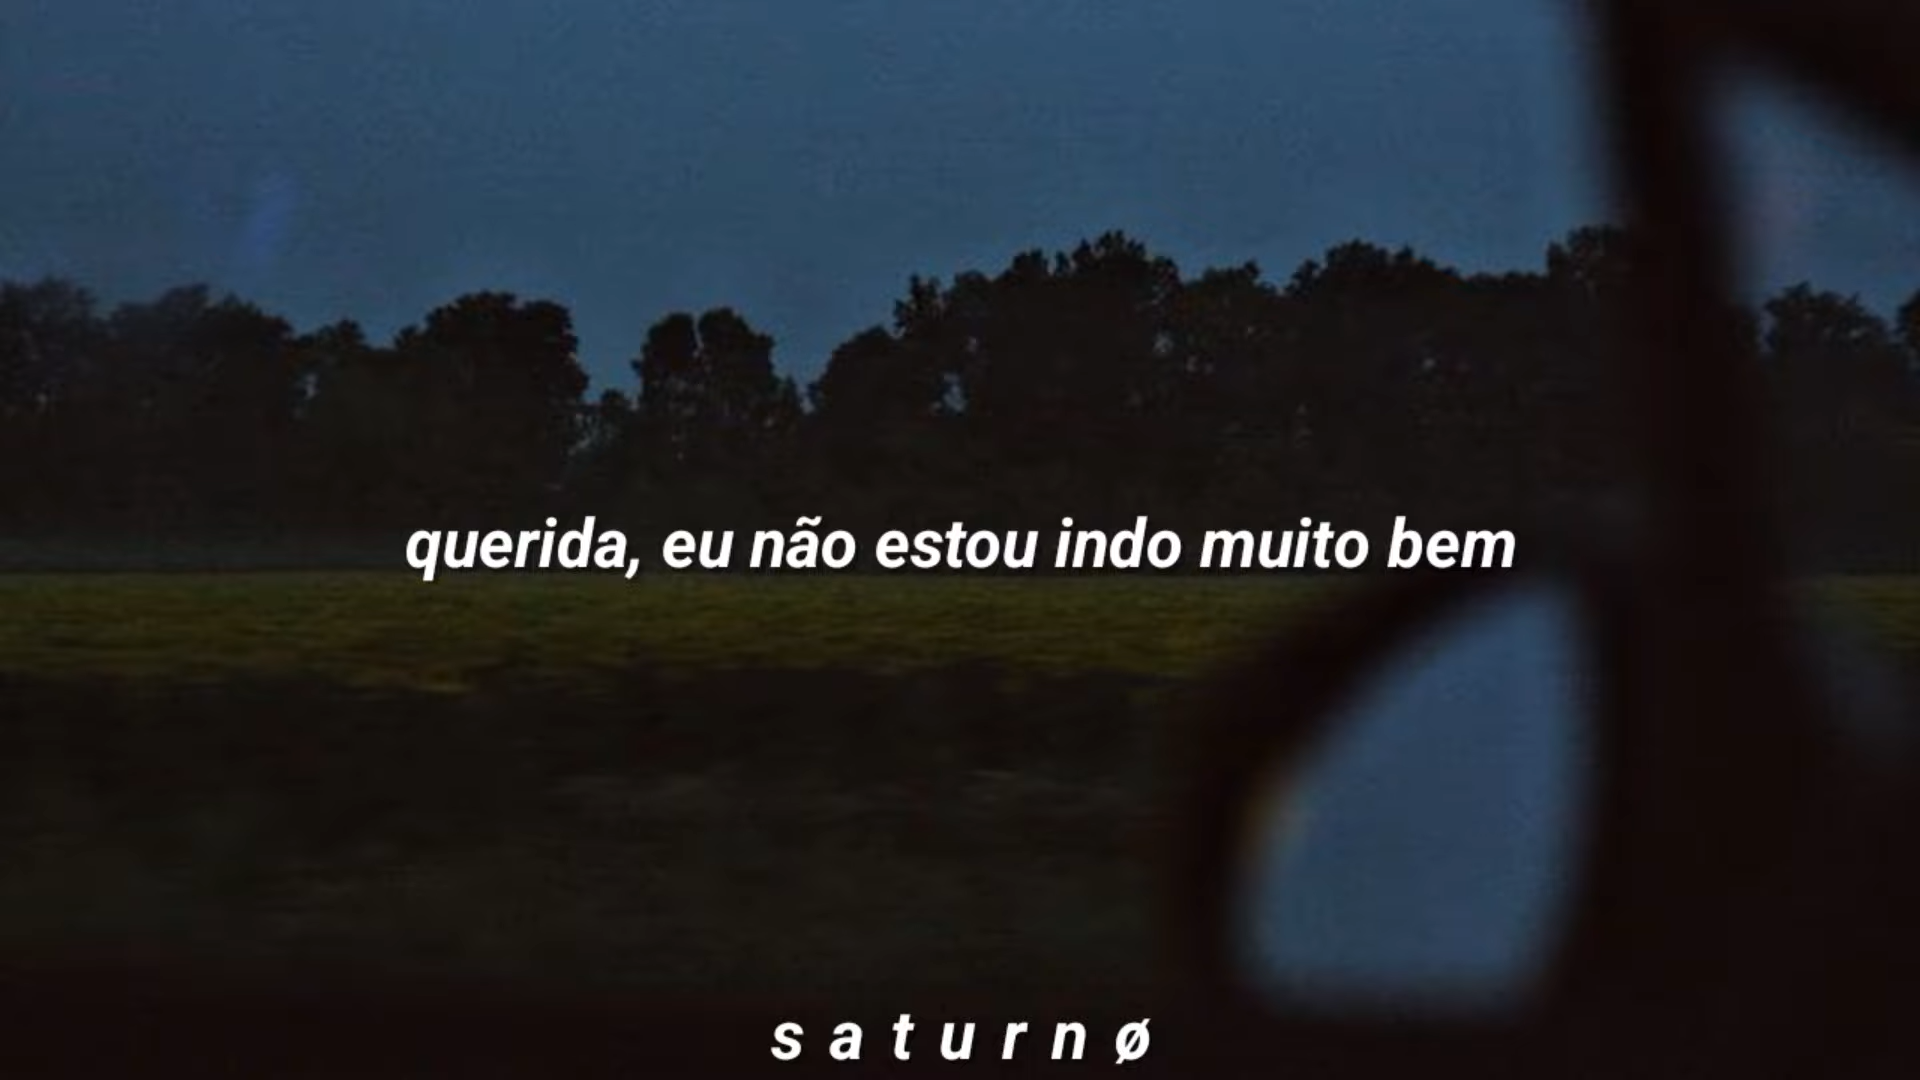 querida, eu não estou indo muito bem
s a t u r n ø